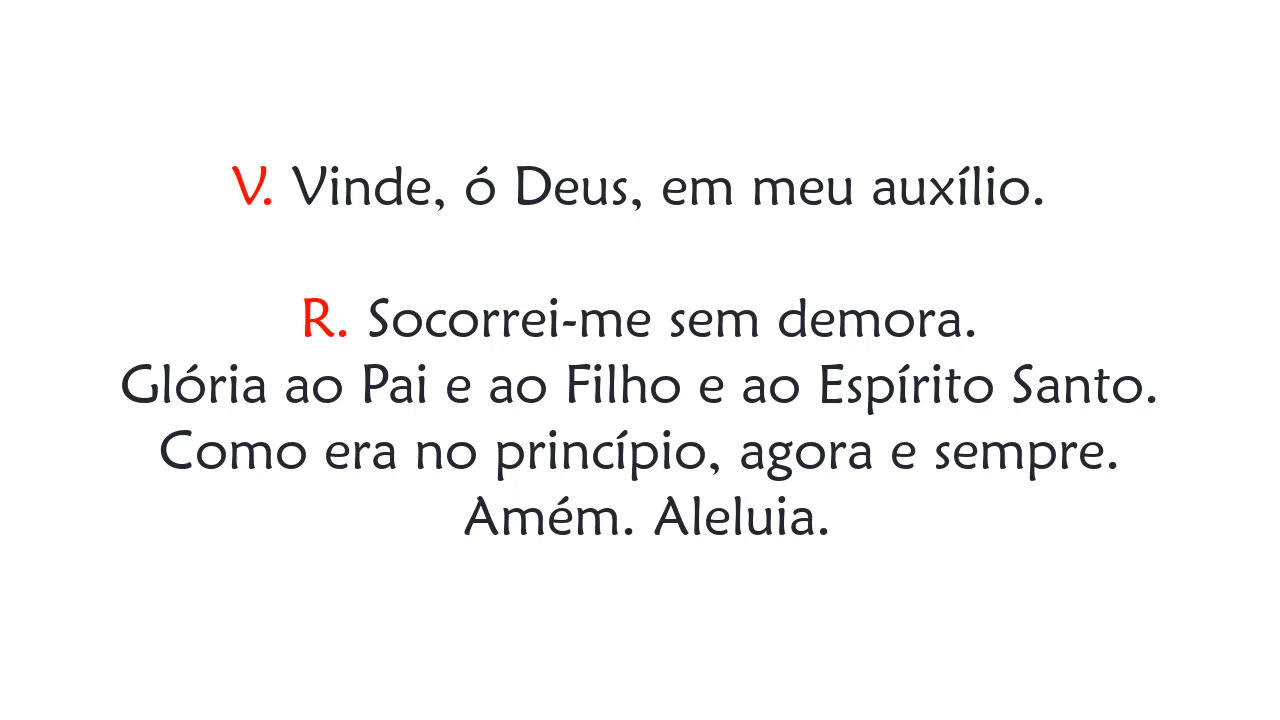 V. Vinde, ó Deus, em meu auxílio.
R. Socorrei-me sem demora.
Glória ao Pai e ao Filho e ao Espírito Santo.
Como era no princípio, agora e sempre.
Amém. Aleluia.